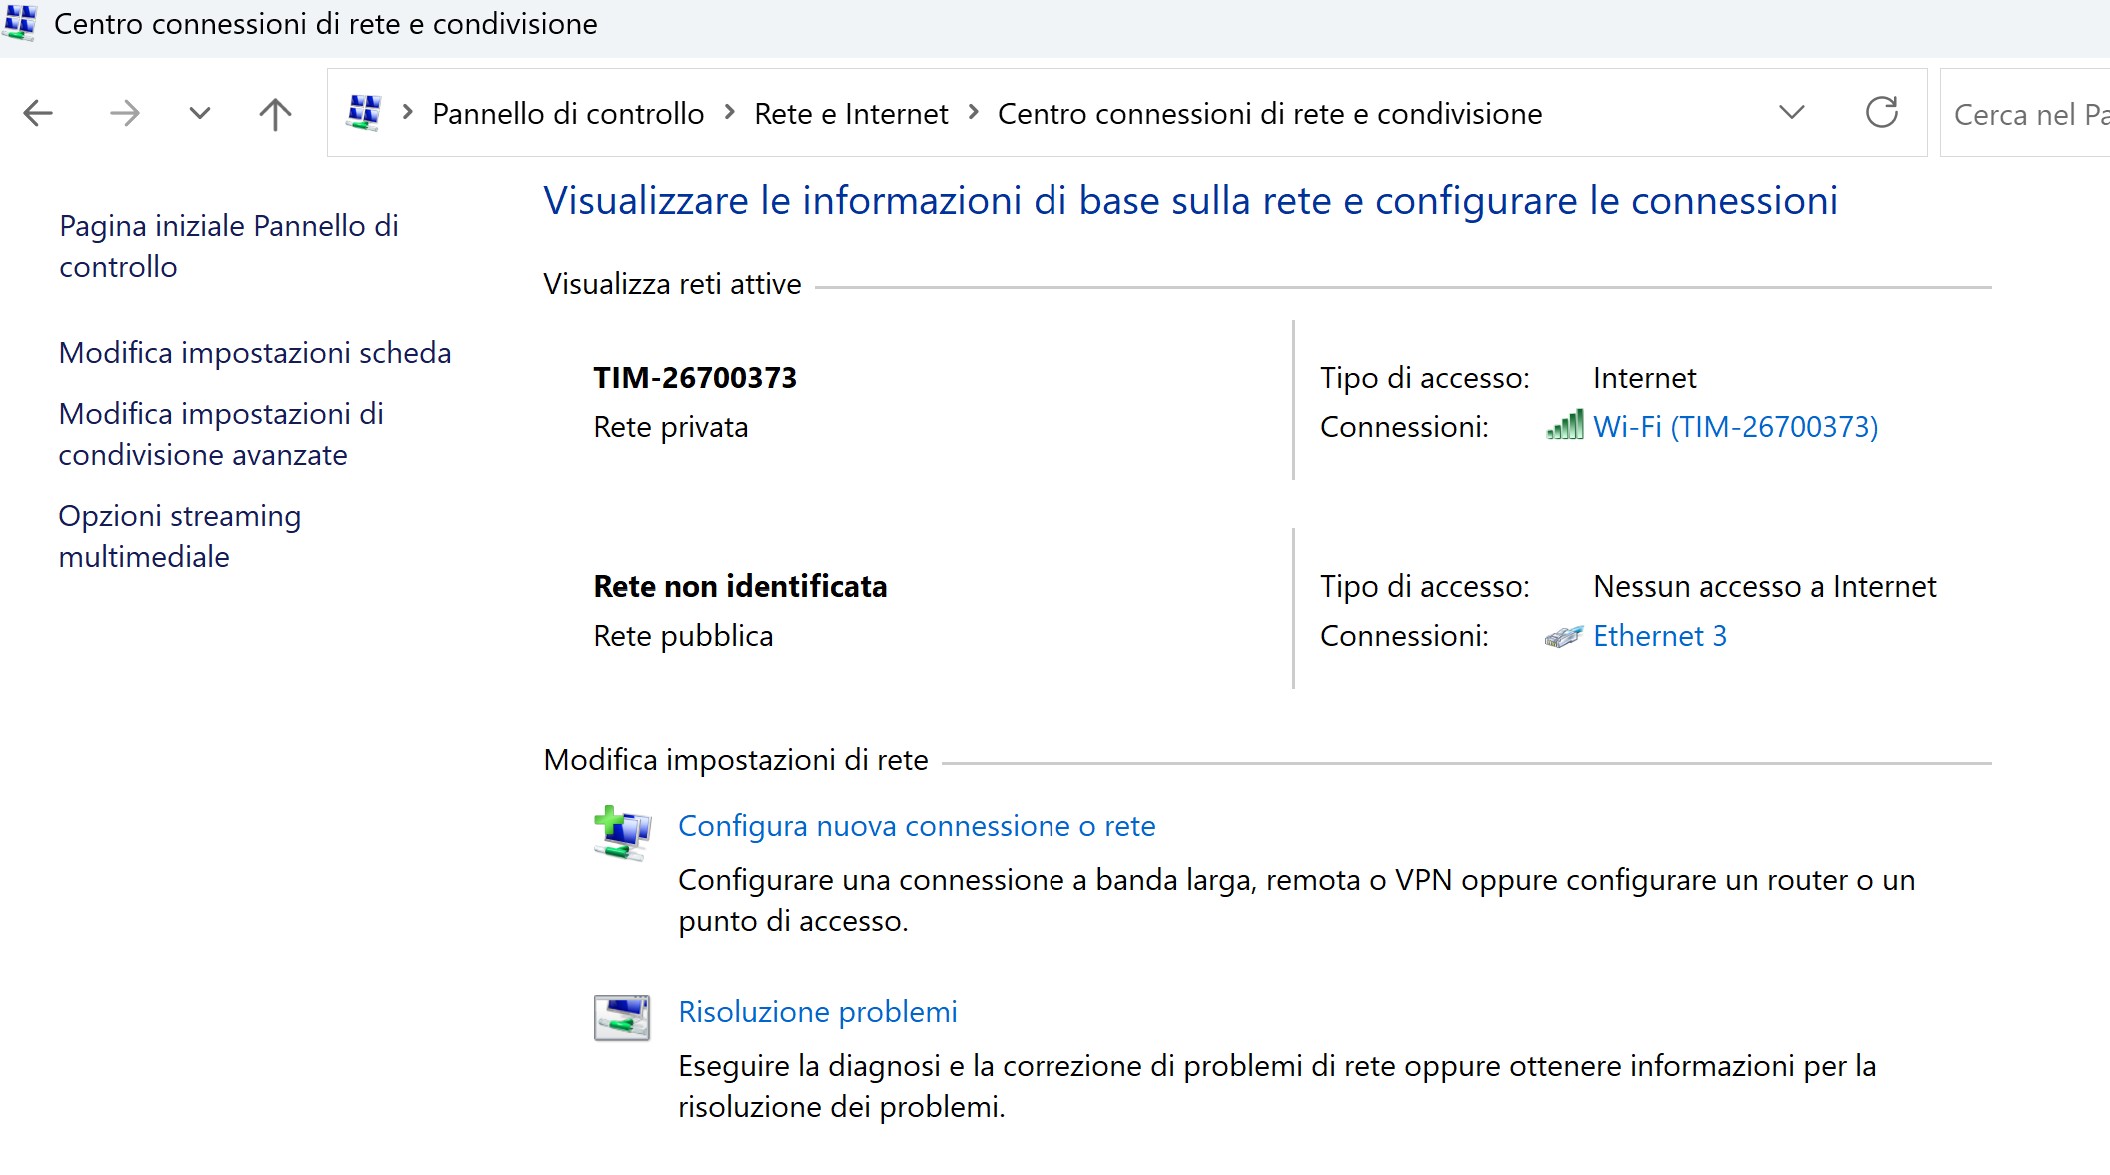 Centro connessioni di rete e condivisione
Pannello di controllo > Rete e Internet > Centro connessioni di rete e condivisione
Cerca nel Pa
Pagina iniziale Pannello di
controllo
Modifica impostazioni scheda
Modifica impostazioni di
condivisione avanzate
Opzioni streaming
multimediale
Visualizzare le informazioni di base sulla rete e configurare le connessioni
Visualizza reti attive
TIM-26700373
Rete privata
Tipo di accesso: Internet
Connessioni: Wi-Fi (TIM-26700373)
Rete non identificata
Rete pubblica
Tipo di accesso: Nessun accesso a Internet
Connessioni: Ethernet 3
Modifica impostazioni di rete
Configura nuova connessione o rete
Configurare una connessione a banda larga, remota o VPN oppure configurare un router o un
punto di accesso.
Risoluzione problemi
Eseguire la diagnosi e la correzione di problemi di rete oppure ottenere informazioni per la
risoluzione dei problemi.